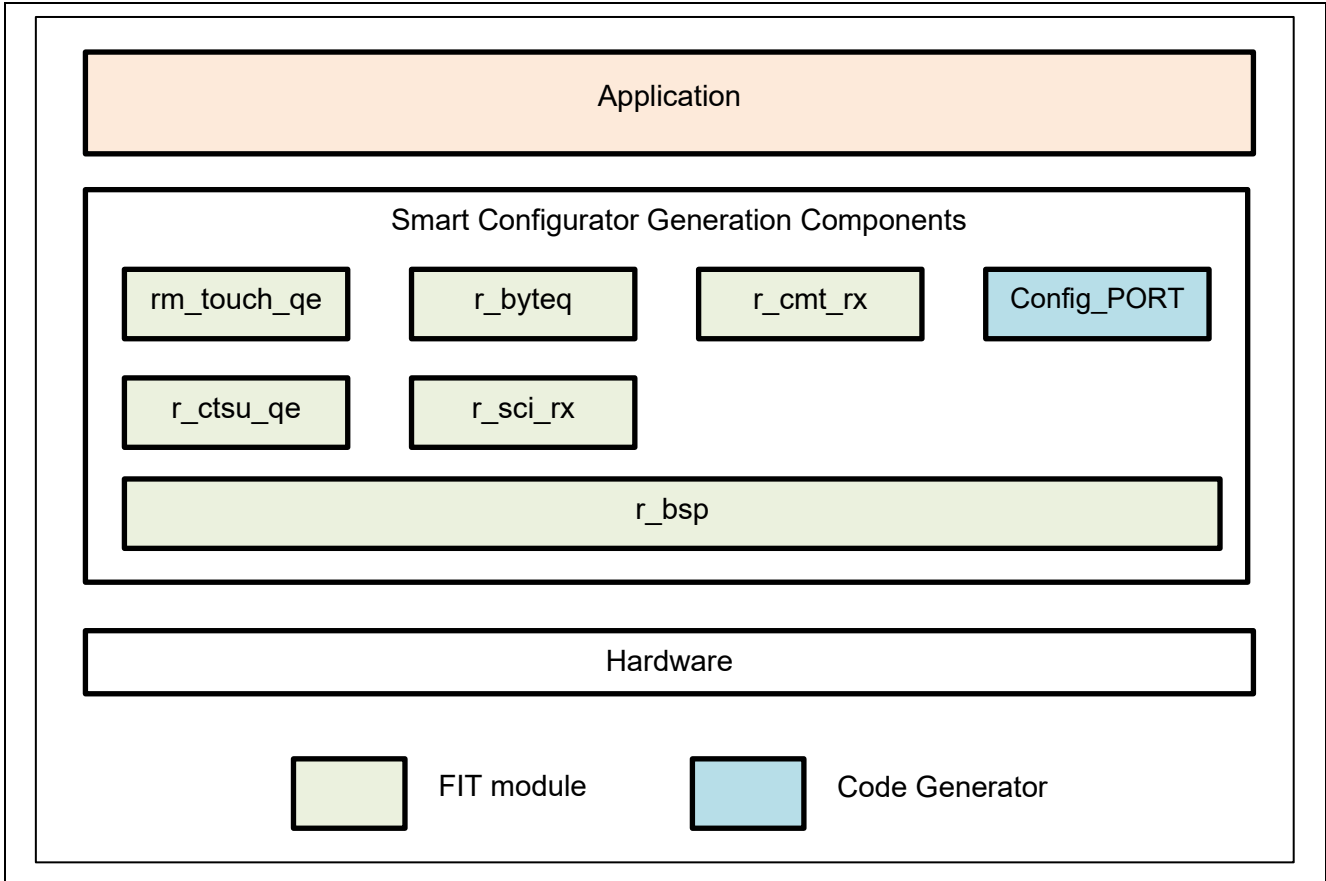 Application
Smart Configurator Generation Components
rm_touch_qe
r_byteq
r_cmt_rx
Config_PORT
r_ctsu_qe
r_sci_rx
r_bsp
Hardware
FIT module
Code Generator